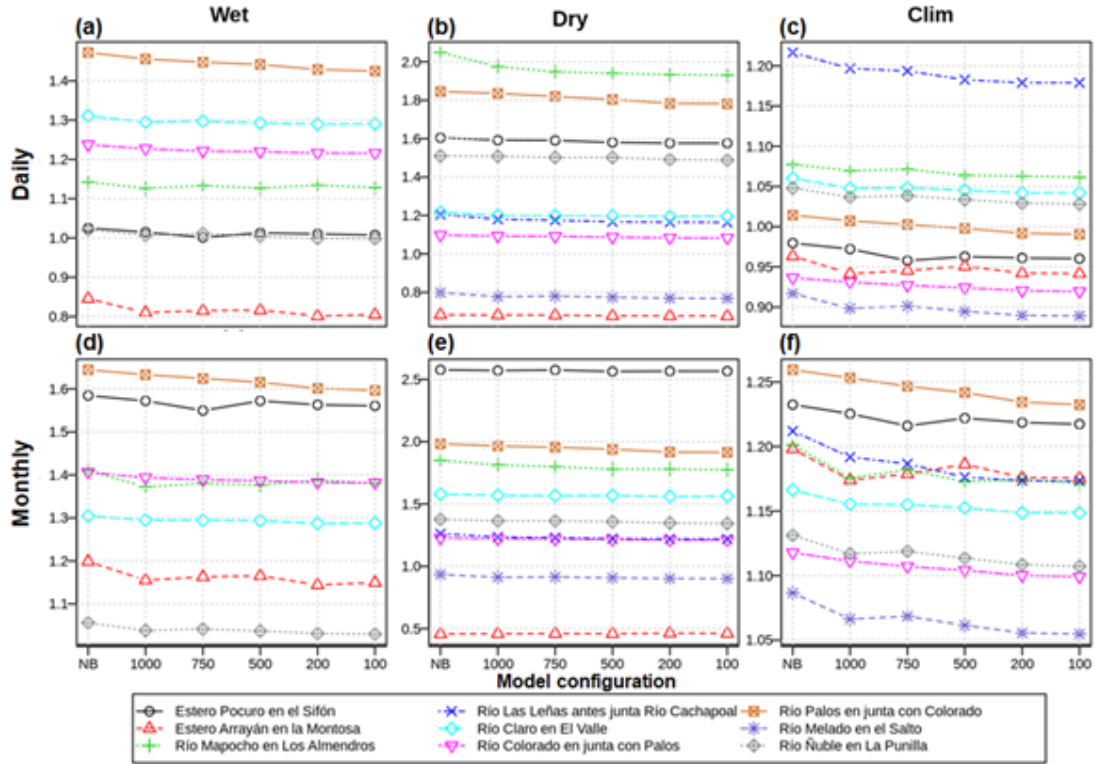 Wet Dry Clim
(a) (b) (c)
Daily
1.4 2.0 1.20
1.3 1.8 1.15
1.2 1.6 1.10
1.1 1.4 1.05
1.0 1.2 1.00
0.9 1.0 0.95
0.8 0.8 0.90
(d) (e) (f)
Monthly
1.6 2.5 1.25
1.5 2.0 1.20
1.4 1.5 1.15
1.3 1.0 1.10
1.2 0.5 1.05
1.1
NB 1000 750 500 200 100 NB 1000 750 500 200 100 NB 1000 750 500 200 100
Model configuration
Estero Pocuro en el Sifón Río Las Leñas antes junta Río Cachapoal Río Palos en junta con Colorado
Estero Arrayán en la Montosa Río Claro en El Valle Río Melado en el Salto
Río Mapocho en Los Almendros Río Colorado en junta con Palos Río Ñuble en La Punilla